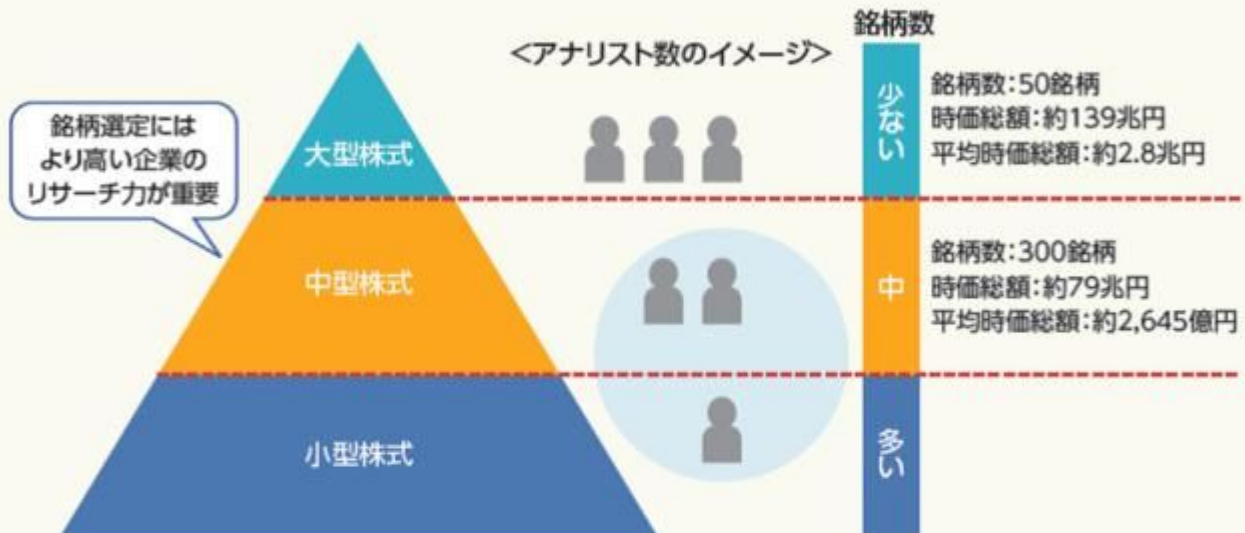 銘柄数
<アナリスト数のイメージ>
銘柄選定には
より高い企業の
リサーチ力が重要
大型株式
少ない
銘柄数:50銘柄
時価総額:約139兆円
平均時価総額:約2.8兆円
中型株式
中
銘柄数:300銘柄
時価総額:約79兆円
平均時価総額:約2,645億円
小型株式
多い